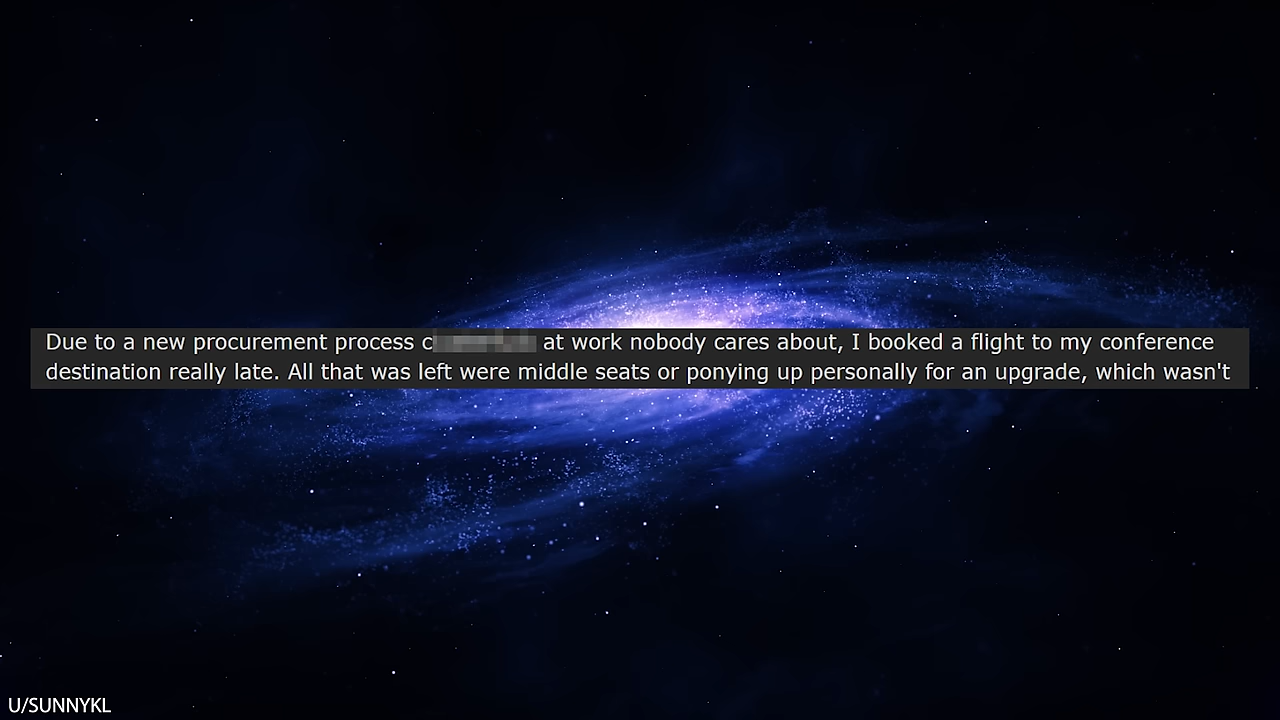 Due to a new procurement process at work nobody cares about, I booked a flight to my conference
destination really late. All that was left were middle seats or ponying up personally for an upgrade, which wasn't
U/SUNNYKL